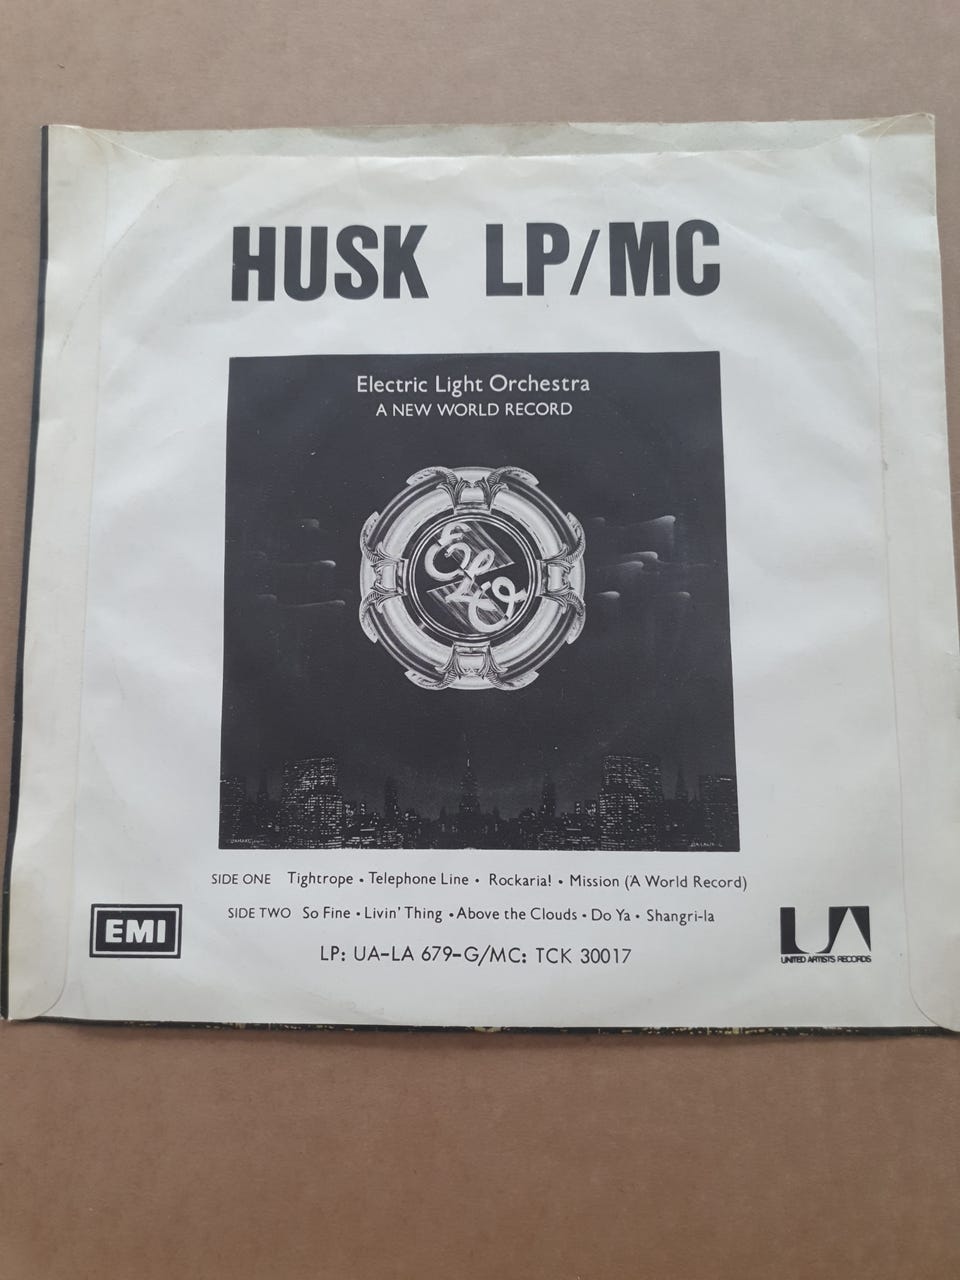 HUSK LP/MC
Electric Light Orchestra
A NEW WORLD RECORD
ELO
SIDE ONE Tightrope • Telephone Line • Rockaria! • Mission (A World Record)
SIDE TWO So Fine • Livin' Thing • Above the Clouds • Do Ya • Shangri-la
LP: UA-LA 679-G/MC: TCK 30017
EMI
UA
UNITED ARTISTS RECORDS